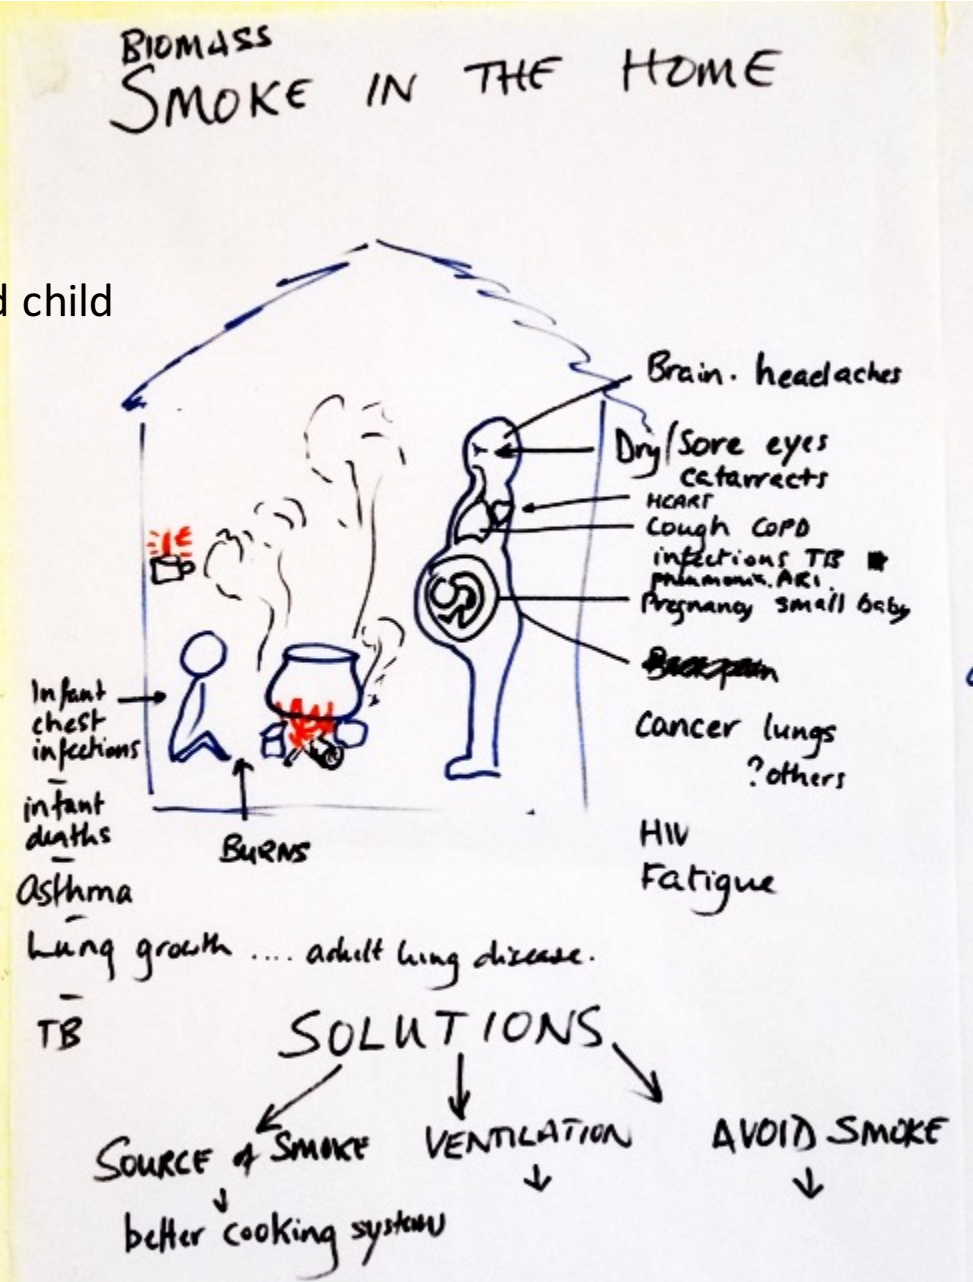 BIOMASS
SMOKE IN THE HOME
d child
Brain. headaches
Dry/Sore eyes
catarracts
HEART
Cough COPD
infections TB
pneumonia. ARI.
Pregnancy small baby
Infant
chest
infections
Cancer lungs
? others
infant
deaths
BURNS
HIV
Fatigue
Asthma
Lung growth .... adult lung disease.
TB
SOLUTIONS
SOURCE of SMOKE
VENTILATION
AVOID SMOKE
better cooking system